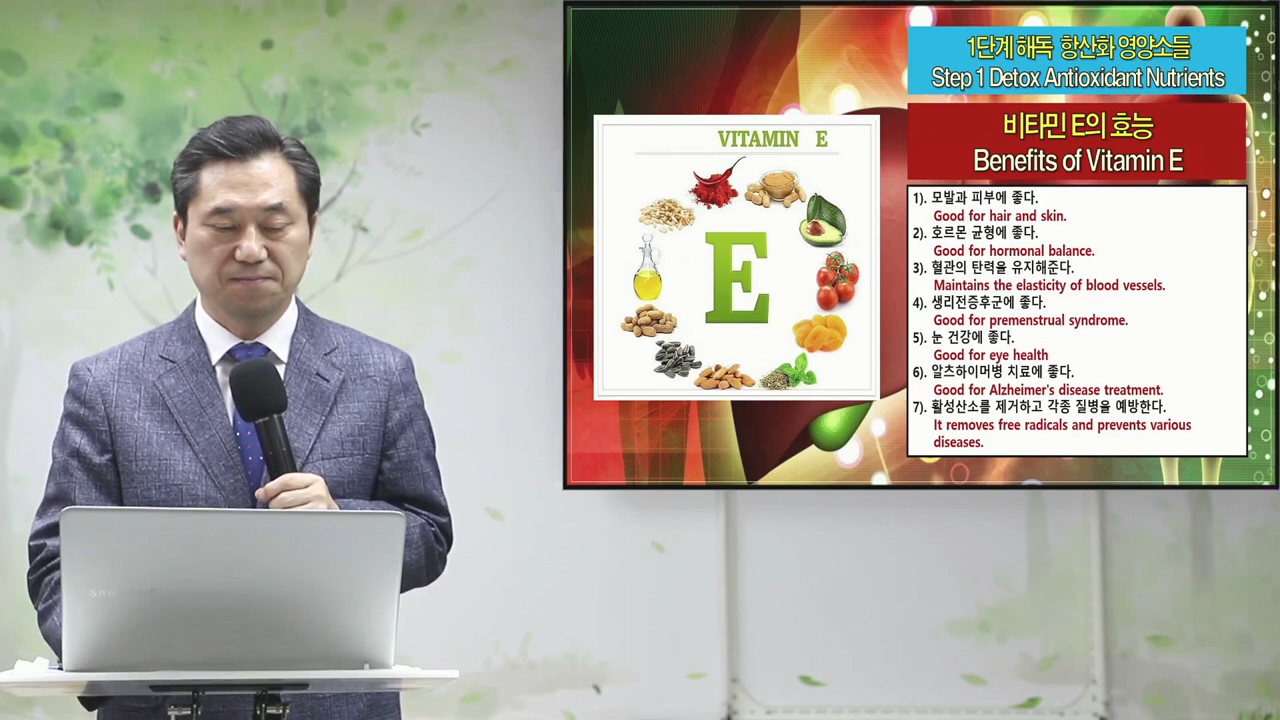 1단계 해독 항산화 영양소들
Step 1 Detox Antioxidant Nutrients
비타민 E의 효능
Benefits of Vitamin E
VITAMIN E
E
1). 모발과 피부에 좋다.
Good for hair and skin.
2). 호르몬 균형에 좋다.
Good for hormonal balance.
3). 혈관의 탄력을 유지해준다.
Maintains the elasticity of blood vessels.
4). 생리전증후군에 좋다.
Good for premenstrual syndrome.
5). 눈 건강에 좋다.
Good for eye health
6). 알츠하이머병 치료에 좋다.
Good for Alzheimer's disease treatment.
7). 활성산소를 제거하고 각종 질병을 예방한다.
It removes free radicals and prevents various
diseases.